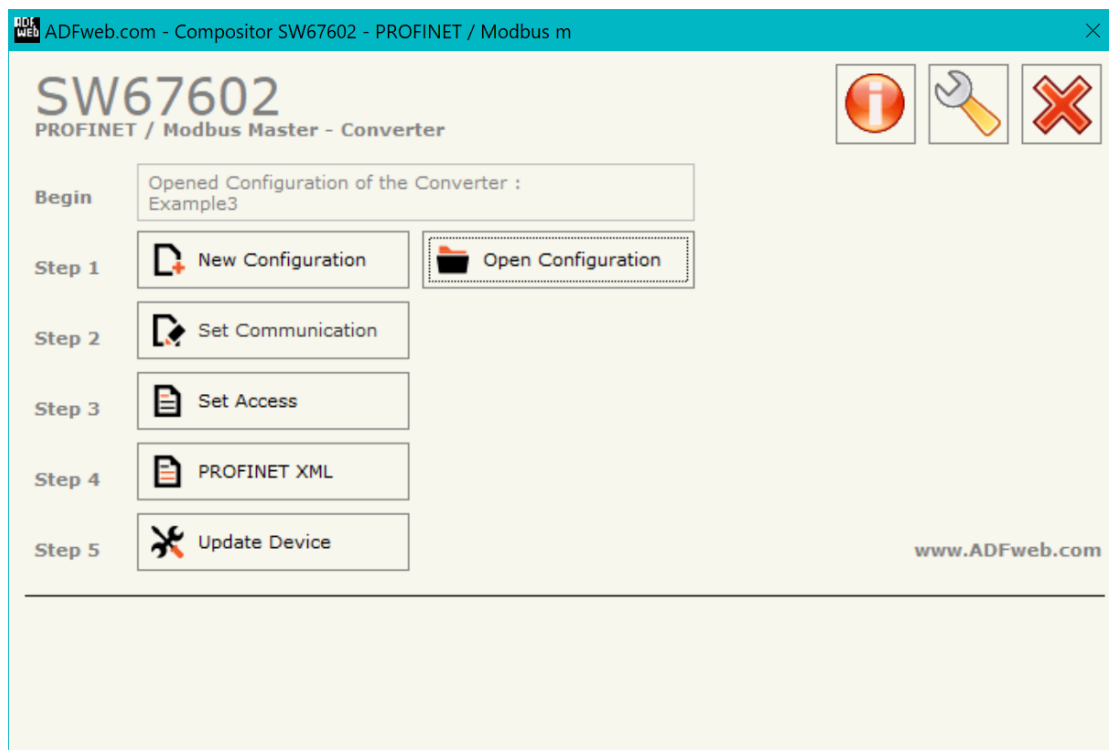 ADF
WEB
ADFweb.com - Compositor SW67602 - PROFINET / Modbus m
SW67602
PROFINET / Modbus Master - Converter
Begin
Opened Configuration of the Converter :
Example3
Step 1
New Configuration
Open Configuration
Step 2
Set Communication
Step 3
Set Access
Step 4
PROFINET XML
Step 5
Update Device
www.ADFweb.com